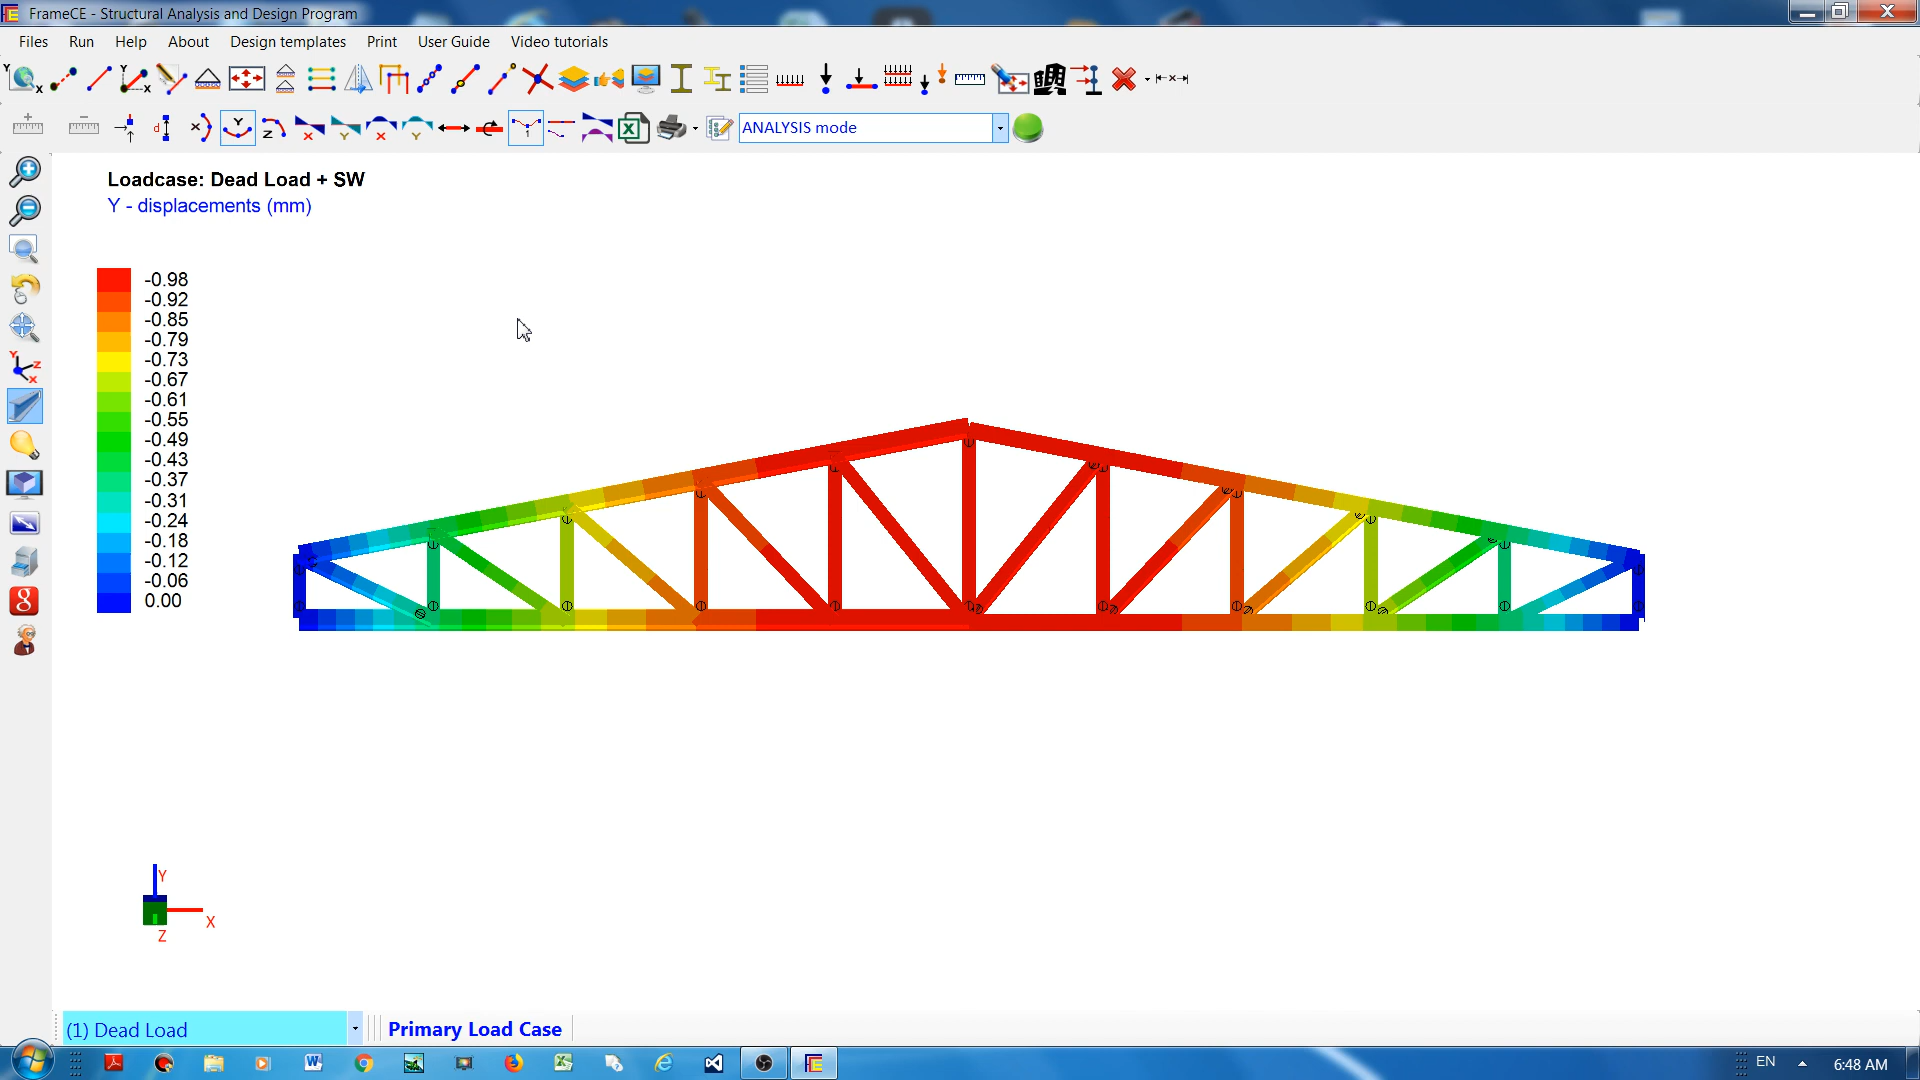 FrameCE - Structural Analysis and Design Program
Files Run Help About Design templates Print User Guide Video tutorials
ANALYSIS mode
Loadcase: Dead Load + SW
Y - displacements (mm)
-0.98
-0.92
-0.85
-0.79
-0.73
-0.67
-0.61
-0.55
-0.49
-0.43
-0.37
-0.31
-0.24
-0.18
-0.12
-0.06
0.00
Y
X
Z
(1) Dead Load
Primary Load Case
EN
6:48 AM